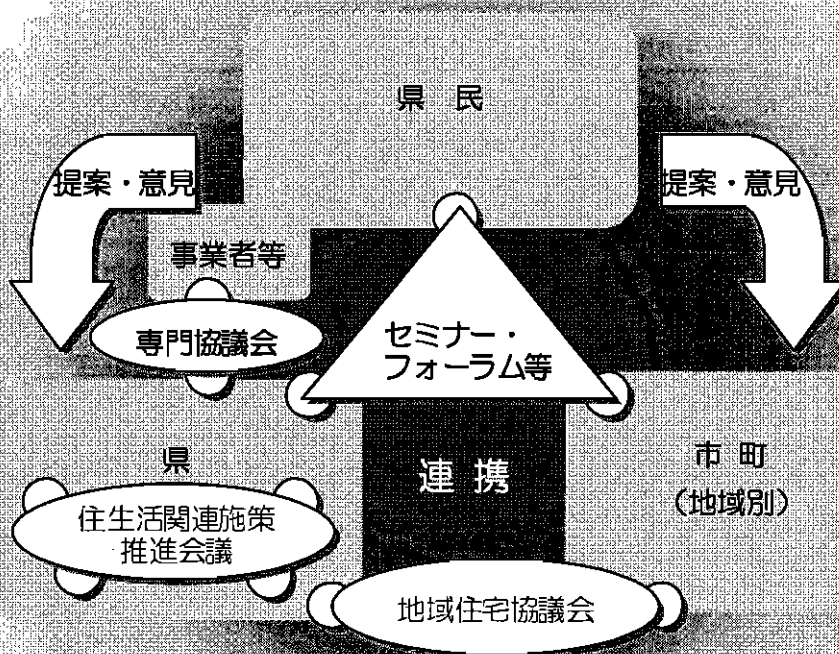 県 民
提案・意見
提案・意見
事業者等
専門協議会
セミナー・
フォーラム等
県
連 携
市 町
（地域別）
住生活関連施策
推進会議
地域住宅協議会